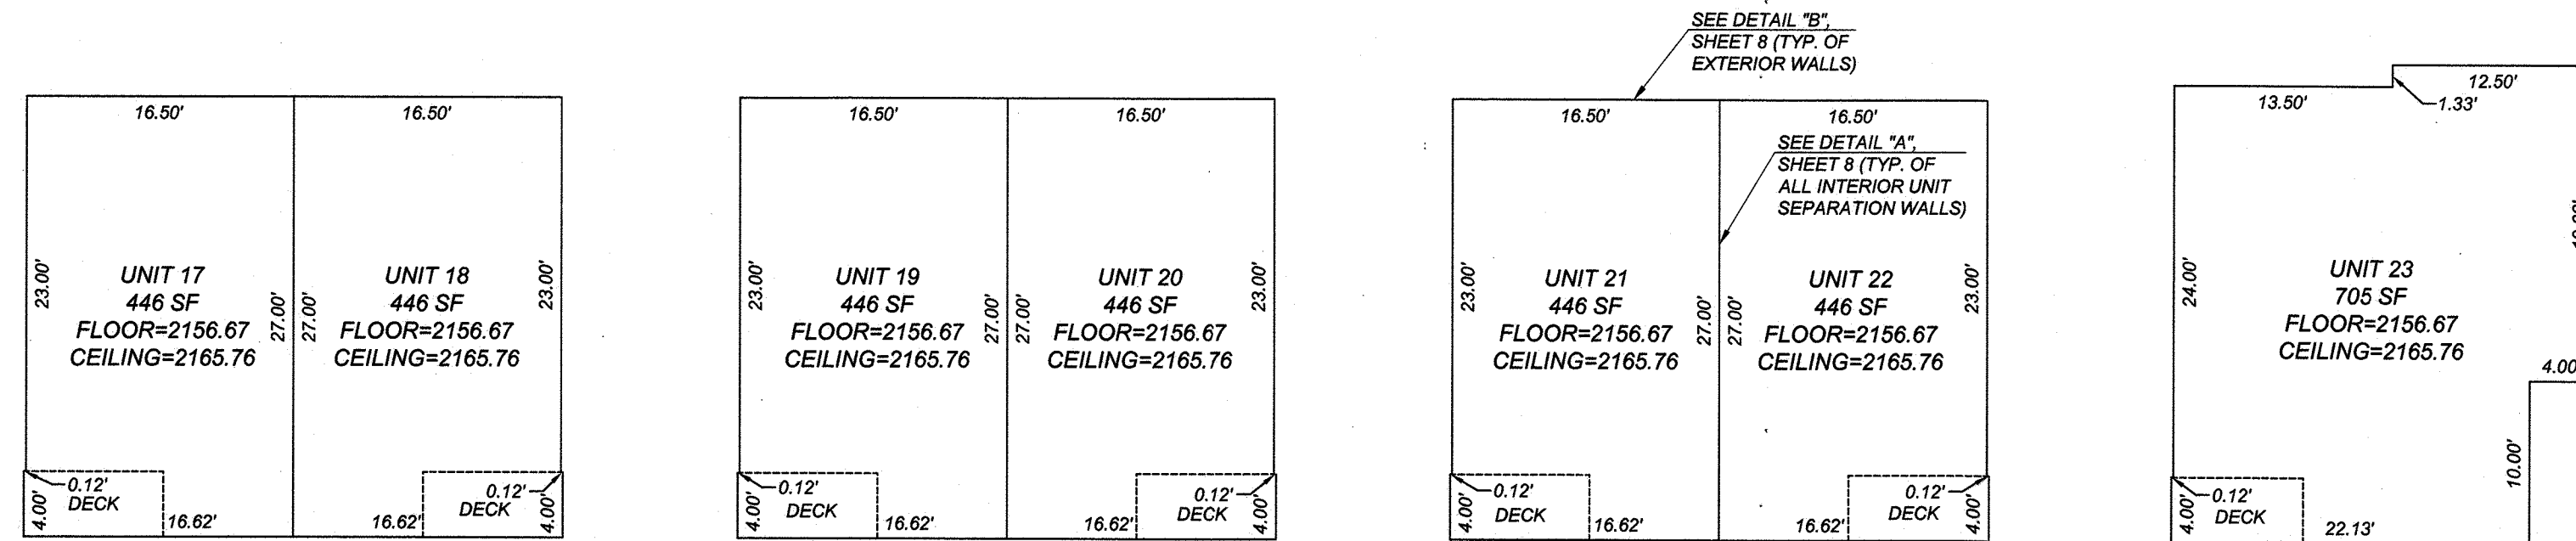 SEE DETAIL "B",
SHEET 8 (TYP. OF
EXTERIOR WALLS)
16.50'
16.50'
23.00'
UNIT 17
446 SF
FLOOR=2156.67
CEILING=2165.76
27.00'
27.00'
UNIT 18
446 SF
FLOOR=2156.67
CEILING=2165.76
23.00'
4.00'
0.12'
DECK
16.62'
16.62'
0.12'
DECK
4.00'
16.50'
16.50'
23.00'
UNIT 19
446 SF
FLOOR=2156.67
CEILING=2165.76
27.00'
27.00'
UNIT 20
446 SF
FLOOR=2156.67
CEILING=2165.76
23.00'
4.00'
0.12'
DECK
16.62'
16.62'
0.12'
DECK
4.00'
16.50'
16.50'
SEE DETAIL "A",
SHEET 8 (TYP. OF
ALL INTERIOR UNIT
SEPARATION WALLS)
23.00'
UNIT 21
446 SF
FLOOR=2156.67
CEILING=2165.76
27.00'
27.00'
UNIT 22
446 SF
FLOOR=2156.67
CEILING=2165.76
23.00'
4.00'
0.12'
DECK
16.62'
16.62'
0.12'
DECK
4.00'
12.50'
13.50'
1.33'
24.00'
UNIT 23
705 SF
FLOOR=2156.67
CEILING=2165.76
4.00
10.00'
4.00'
0.12'
DECK
22.13'